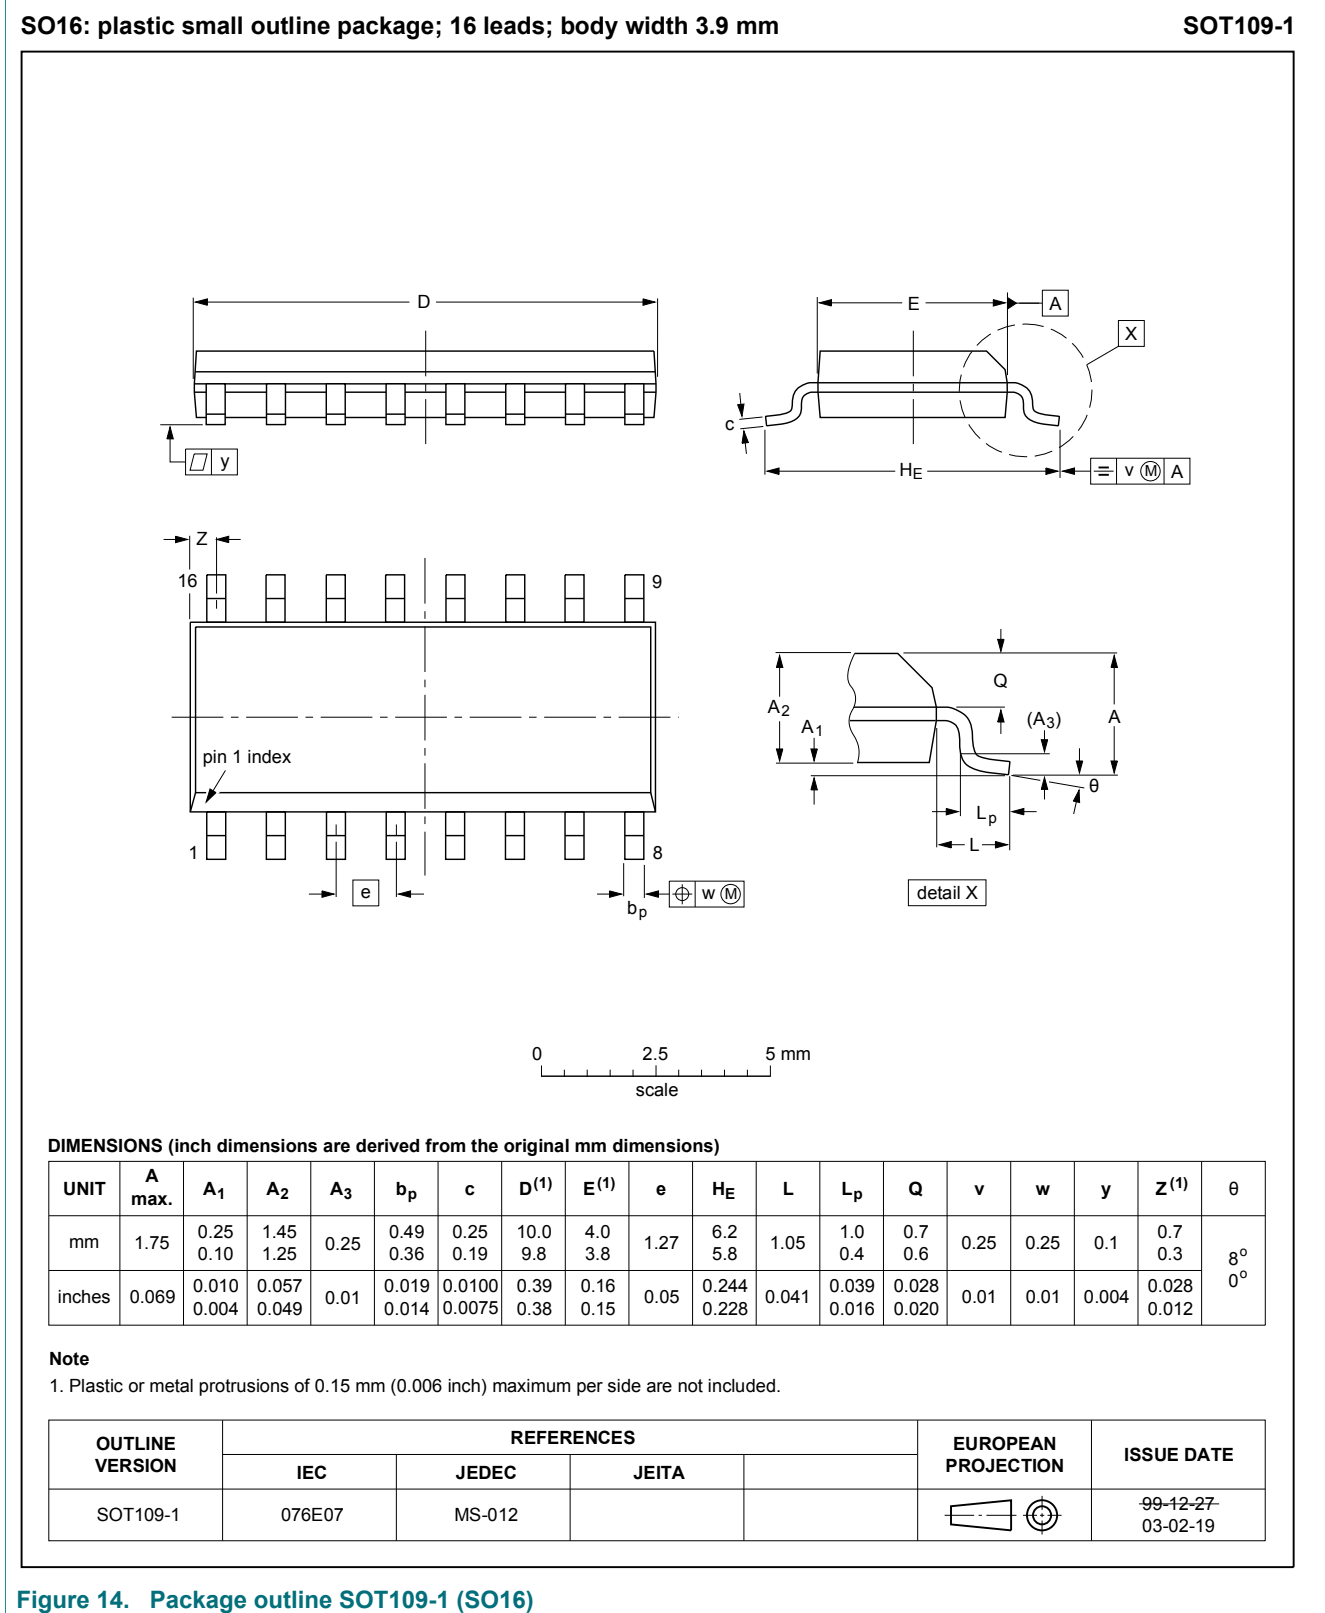 SO16: plastic small outline package; 16 leads; body width 3.9 mm SOT109-1
D
y
E
A
X
c
HE
v M A
Z
16
9
pin 1 index
1
8
e
bp
w M
A2
A1
Q
(A3)
A
θ
Lp
L
detail X
0 2.5 5 mm
scale
DIMENSIONS (inch dimensions are derived from the original mm dimensions)
UNIT A max. A1 A2 A3 bp c D(1) E(1) e HE L Lp Q v w y Z(1) θ
mm 1.75 0.25 0.10 1.45 1.25 0.25 0.49 0.36 0.25 0.19 10.0 9.8 4.0 3.8 1.27 6.2 5.8 1.05 1.0 0.4 0.7 0.6 0.25 0.25 0.1 0.7 0.3 8° 0°
inches 0.069 0.010 0.004 0.057 0.049 0.01 0.019 0.014 0.0100 0.0075 0.39 0.38 0.16 0.15 0.05 0.244 0.228 0.041 0.039 0.016 0.028 0.020 0.01 0.01 0.004 0.028 0.012
Note
1. Plastic or metal protrusions of 0.15 mm (0.006 inch) maximum per side are not included.
OUTLINE VERSION REFERENCES EUROPEAN PROJECTION ISSUE DATE
IEC JEDEC JEITA
SOT109-1 076E07 MS-012 99-12-27
03-02-19
Figure 14. Package outline SOT109-1 (SO16)